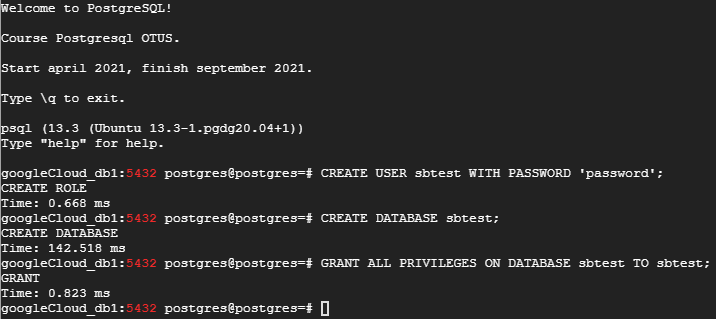 Welcome to PostgreSQL!
Course Postgresql OTUS.
Start april 2021, finish september 2021.
Type \q to exit.
psql (13.3 (Ubuntu 13.3-1.pgdg20.04+1))
Type "help" for help.
googleCloud_db1:5432 postgres@postgres=# CREATE USER sbtest WITH PASSWORD 'password';
CREATE ROLE
Time: 0.668 ms
googleCloud_db1:5432 postgres@postgres=# CREATE DATABASE sbtest;
CREATE DATABASE
Time: 142.518 ms
googleCloud_db1:5432 postgres@postgres=# GRANT ALL PRIVILEGES ON DATABASE sbtest TO sbtest;
GRANT
Time: 0.823 ms
googleCloud_db1:5432 postgres@postgres=#